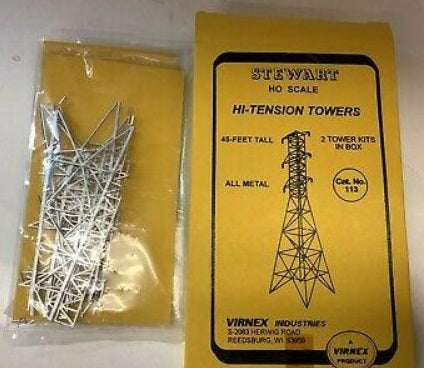 STEWART
HO SCALE
HI-TENSION TOWERS
45-FEET TALL
2 TOWER KITS
IN BOX
ALL METAL
Cat. No.
113
VIRNEX INDUSTRIES
S-2083 HERWIG ROAD
REEDSBURG, WI 53959
A
VIRNEX
PRODUCT